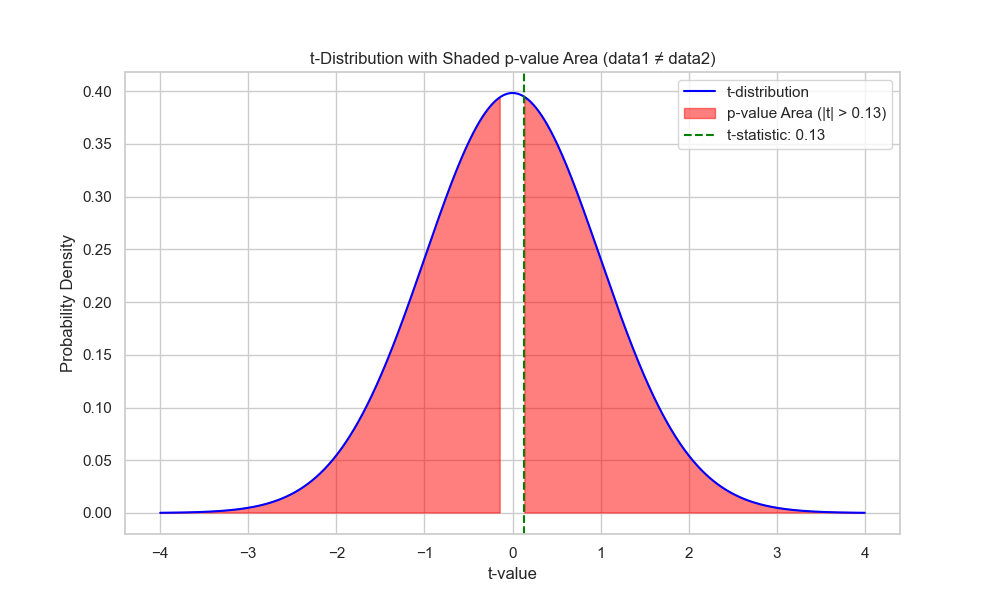 t-Distribution with Shaded p-value Area (data1 ≠ data2)
t-distribution
p-value Area (|t| > 0.13)
t-statistic: 0.13
Probability Density
0.40
0.35
0.30
0.25
0.20
0.15
0.10
0.05
0.00
−4 −3 −2 −1 0 1 2 3 4
t-value